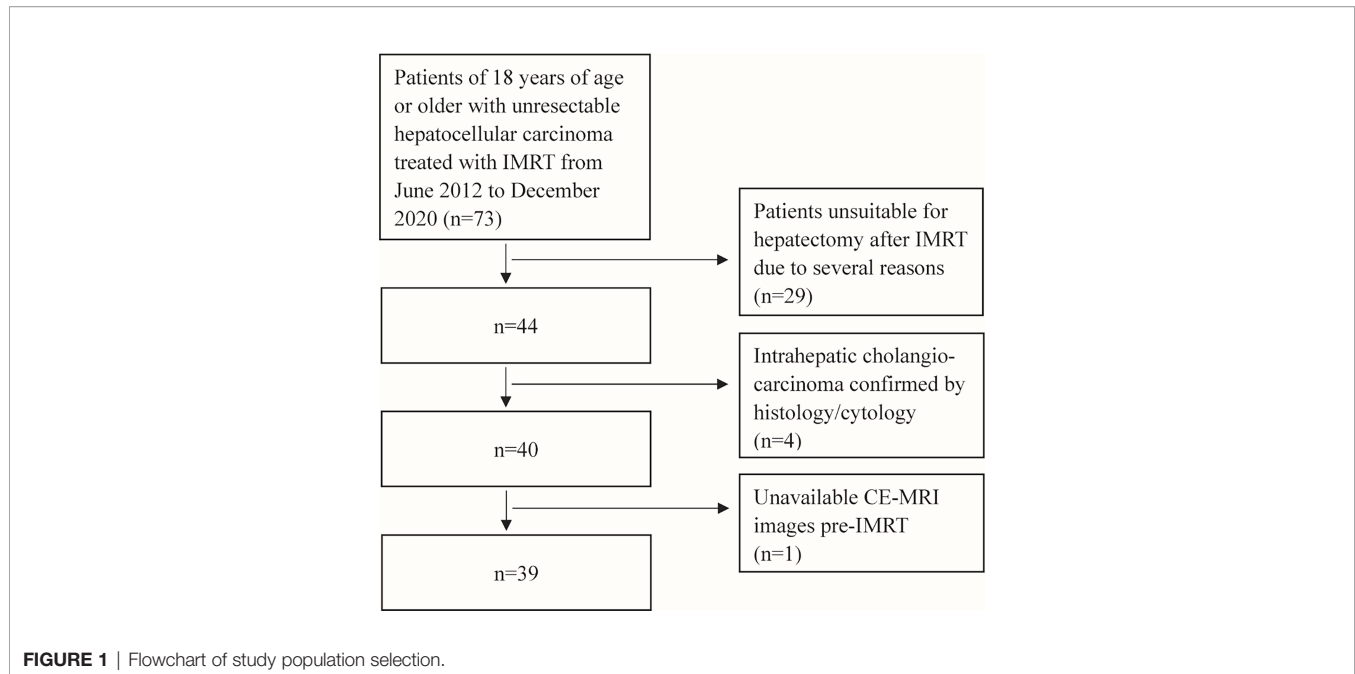 Patients of 18 years of age
or older with unresectable
hepatocellular carcinoma
treated with IMRT from
June 2012 to December
2020 (n=73)
Patients unsuitable for
hepatectomy after IMRT
due to several reasons
(n=29)
n=44
Intrahepatic cholangio-
carcinoma confirmed by
histology/cytology
(n=4)
n=40
Unavailable CE-MRI
images pre-IMRT
(n=1)
n=39
FIGURE 1 | Flowchart of study population selection.